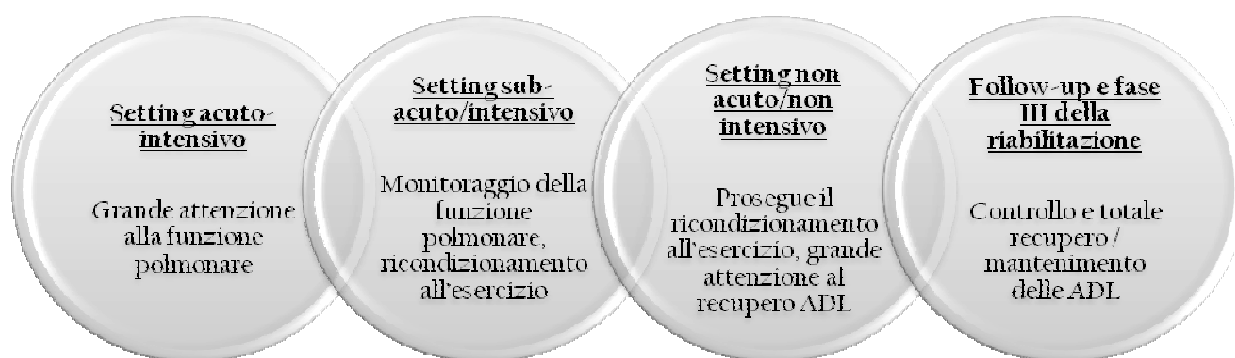 Setting acuto-
intensivo
Grande attenzione
alla funzione
polmonare
Setting sub-
acuto/intensivo
Monitoraggio della
funzione
polmonare,
ricondizionamento
all'esercizio
Setting non
acuto/non
intensivo
Prosegue il
ricondizionamento
all'esercizio, grande
attenzione al
recupero ADL
Follow-up e fase
III della
riabilitazione
Controllo e totale
recupero /
mantenimento
delle ADL